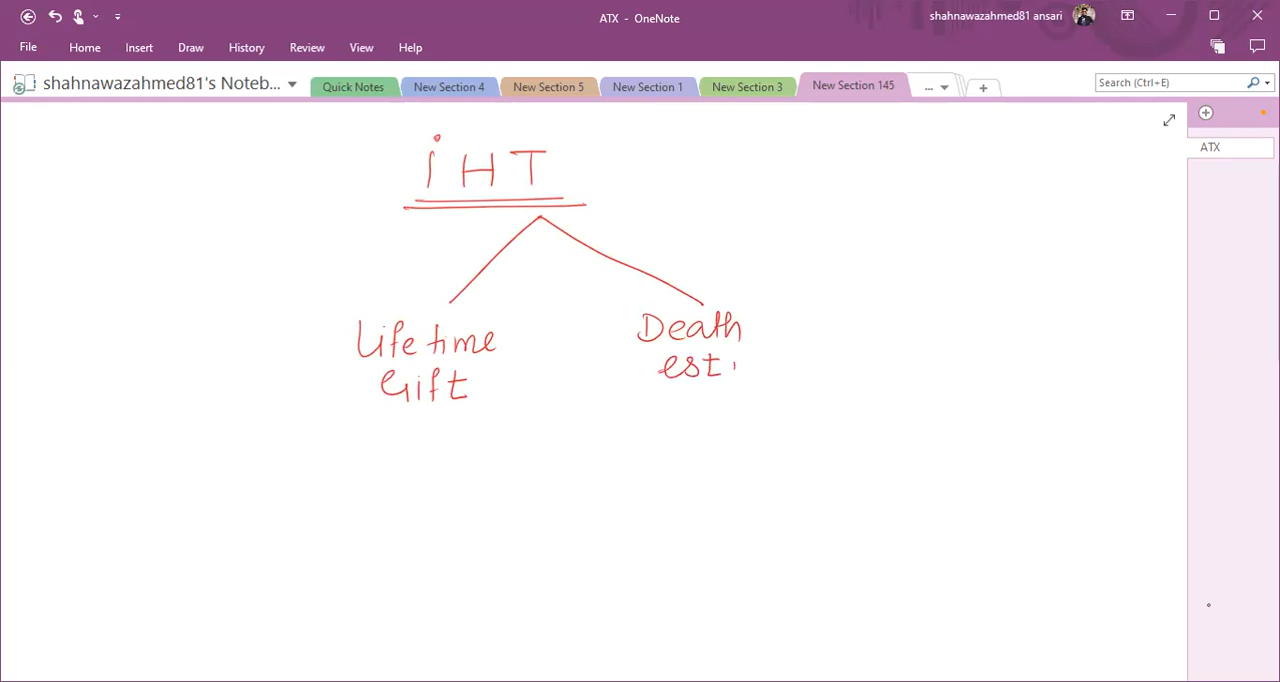 ATX - OneNote
shahnawazahmed81 ansari
File Home Insert Draw History Review View Help
shahnawazahmed81's Noteb...
Quick Notes New Section 4 New Section 5 New Section 1 New Section 3 New Section 145 ...
Search (Ctrl+E)
ATX
iHT
Lifetime Gift
Death est